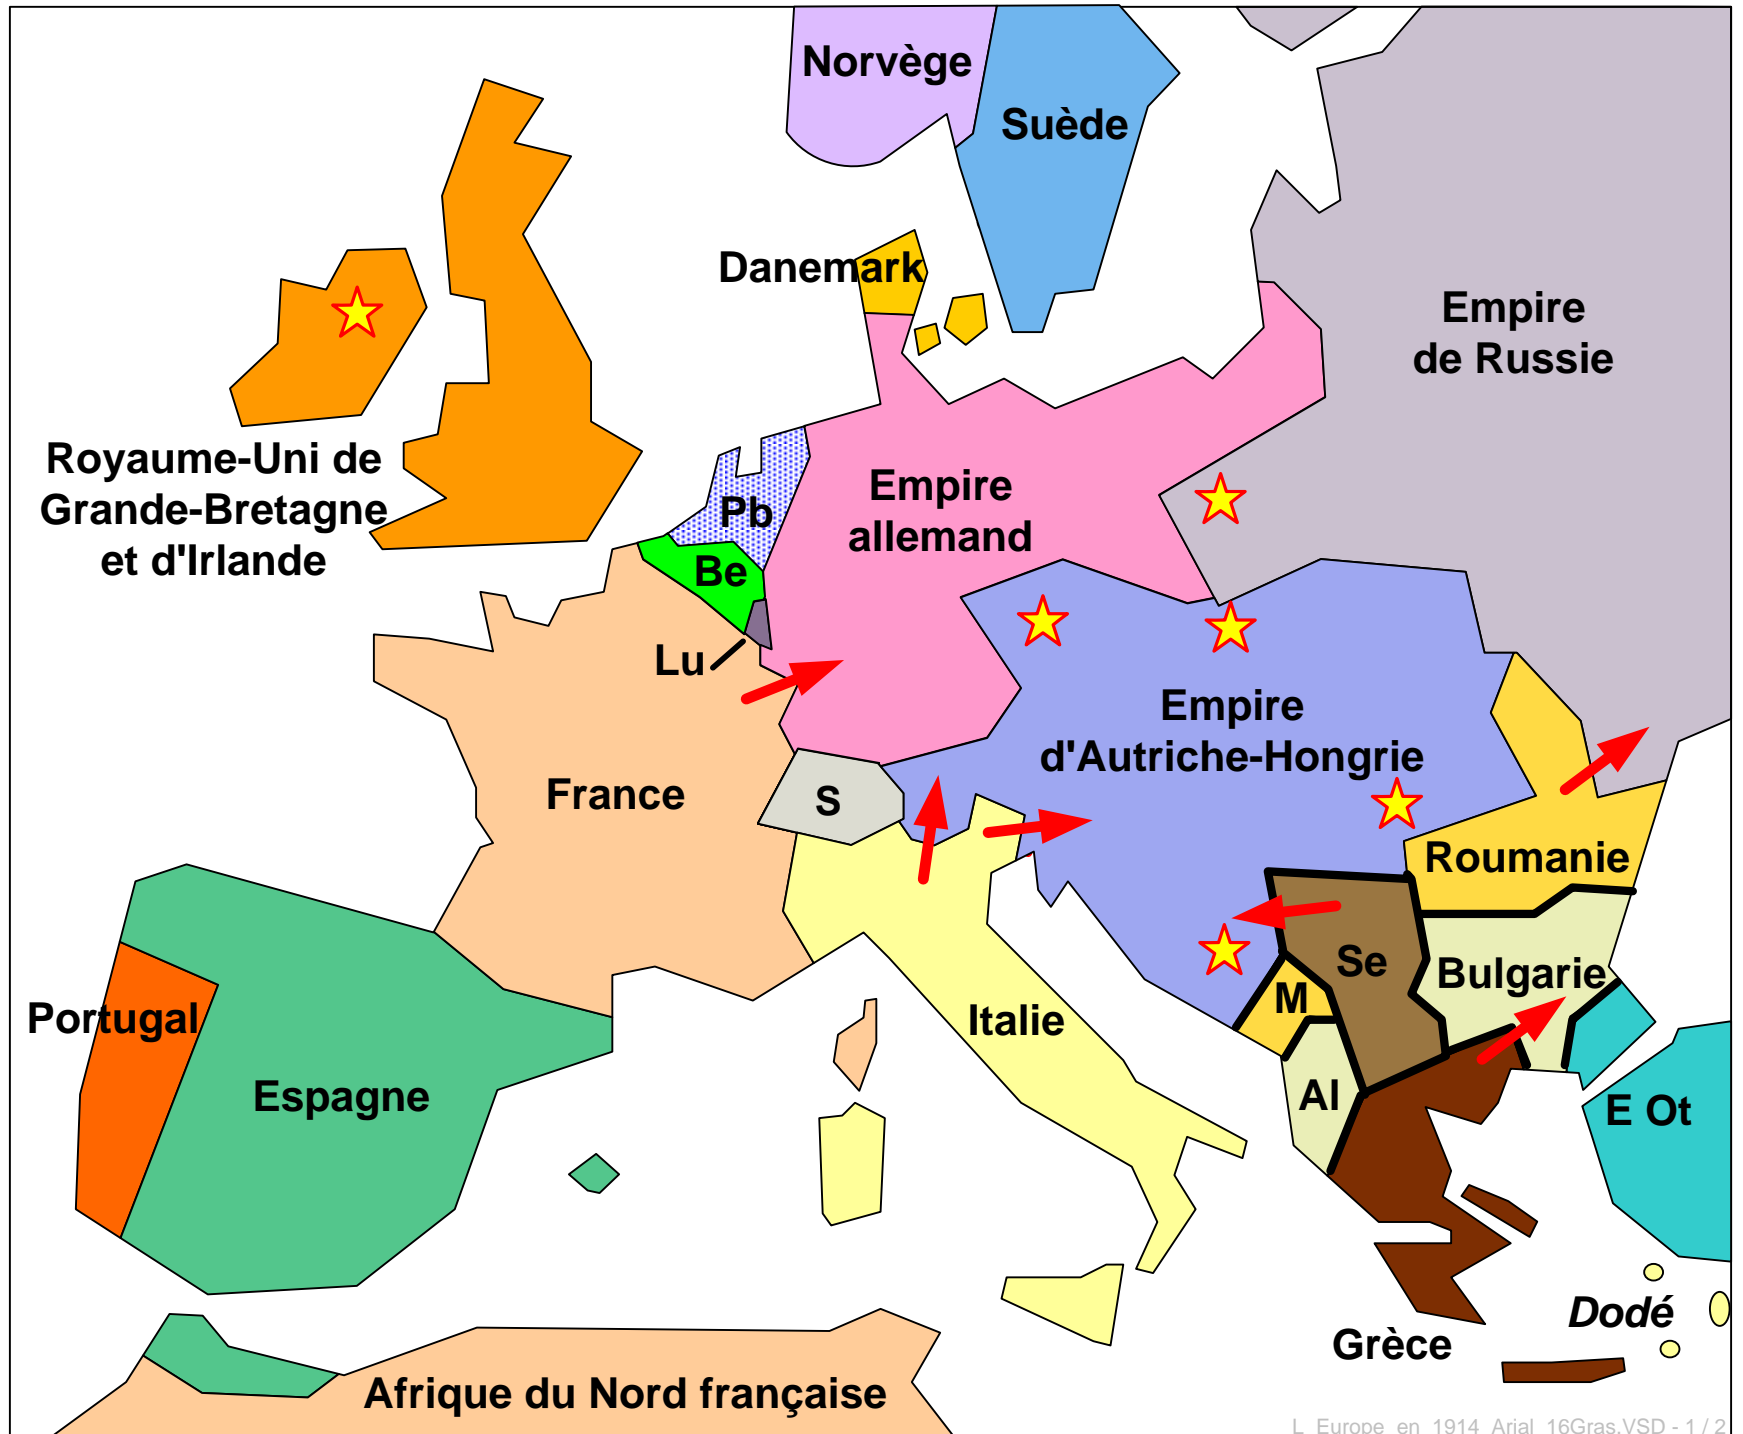 Norvège
Suède
Danemark
Empire
de Russie
Royaume-Uni de
Grande-Bretagne
et d'Irlande
Pb
Empire
allemand
Be
Lu
Empire
d'Autriche-Hongrie
France
S
Roumanie
Se
Bulgarie
M
Portugal
Italie
Espagne
Al
E Ot
Dodé
Grèce
Afrique du Nord française
L_Europe_en_1914_Arial_16Gras.VSD - 1 / 2